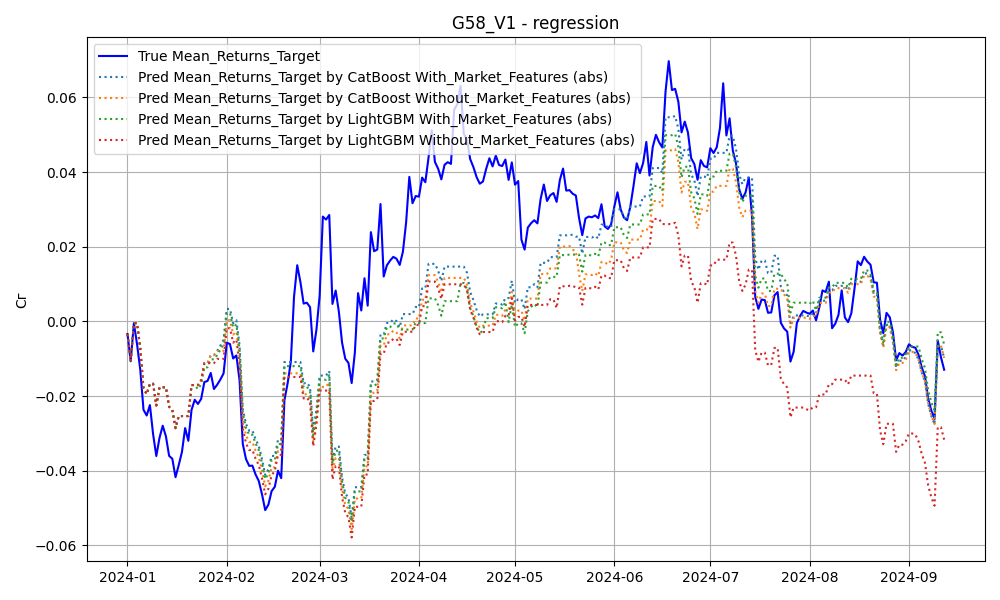 G58_V1 - regression
True Mean_Returns_Target
Pred Mean_Returns_Target by CatBoost With_Market_Features (abs)
Pred Mean_Returns_Target by CatBoost Without_Market_Features (abs)
Pred Mean_Returns_Target by LightGBM With_Market_Features (abs)
Pred Mean_Returns_Target by LightGBM Without_Market_Features (abs)
0.06
0.04
0.02
0.00
−0.02
−0.04
−0.06
Cr
2024-01 2024-02 2024-03 2024-04 2024-05 2024-06 2024-07 2024-08 2024-09